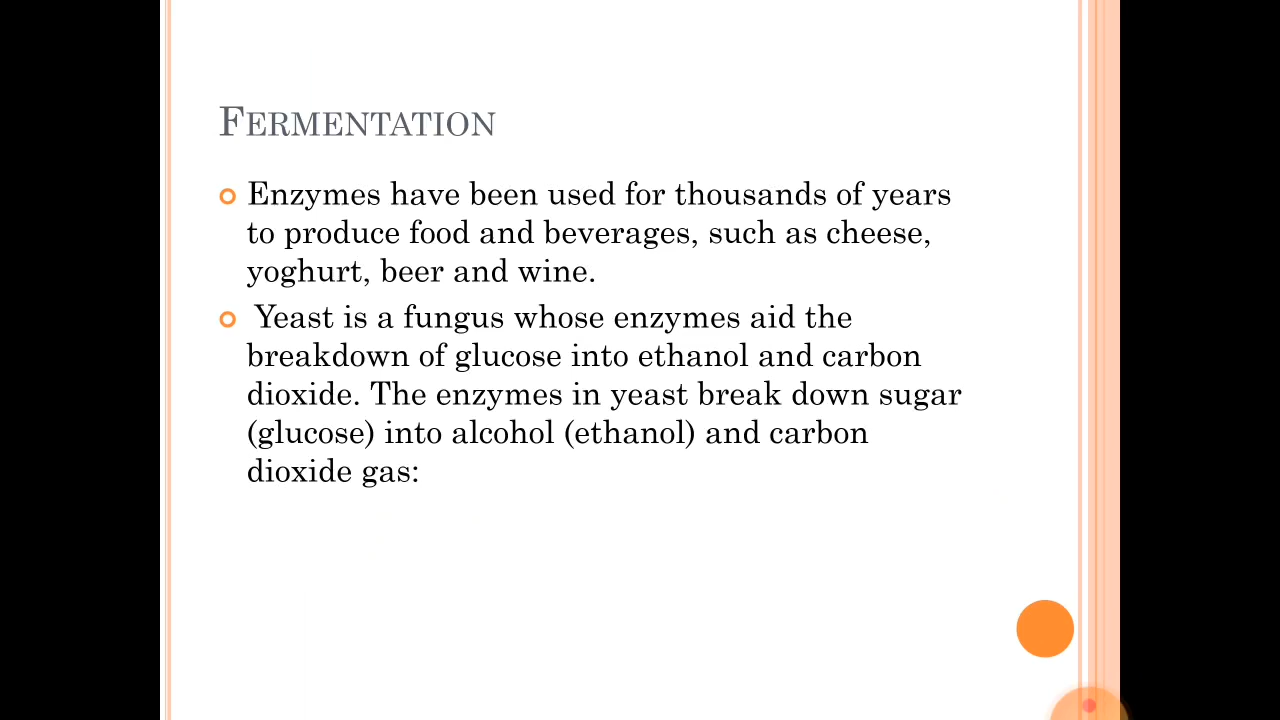 FERMENTATION
Enzymes have been used for thousands of years
to produce food and beverages, such as cheese,
yoghurt, beer and wine.
Yeast is a fungus whose enzymes aid the
breakdown of glucose into ethanol and carbon
dioxide. The enzymes in yeast break down sugar
(glucose) into alcohol (ethanol) and carbon
dioxide gas: